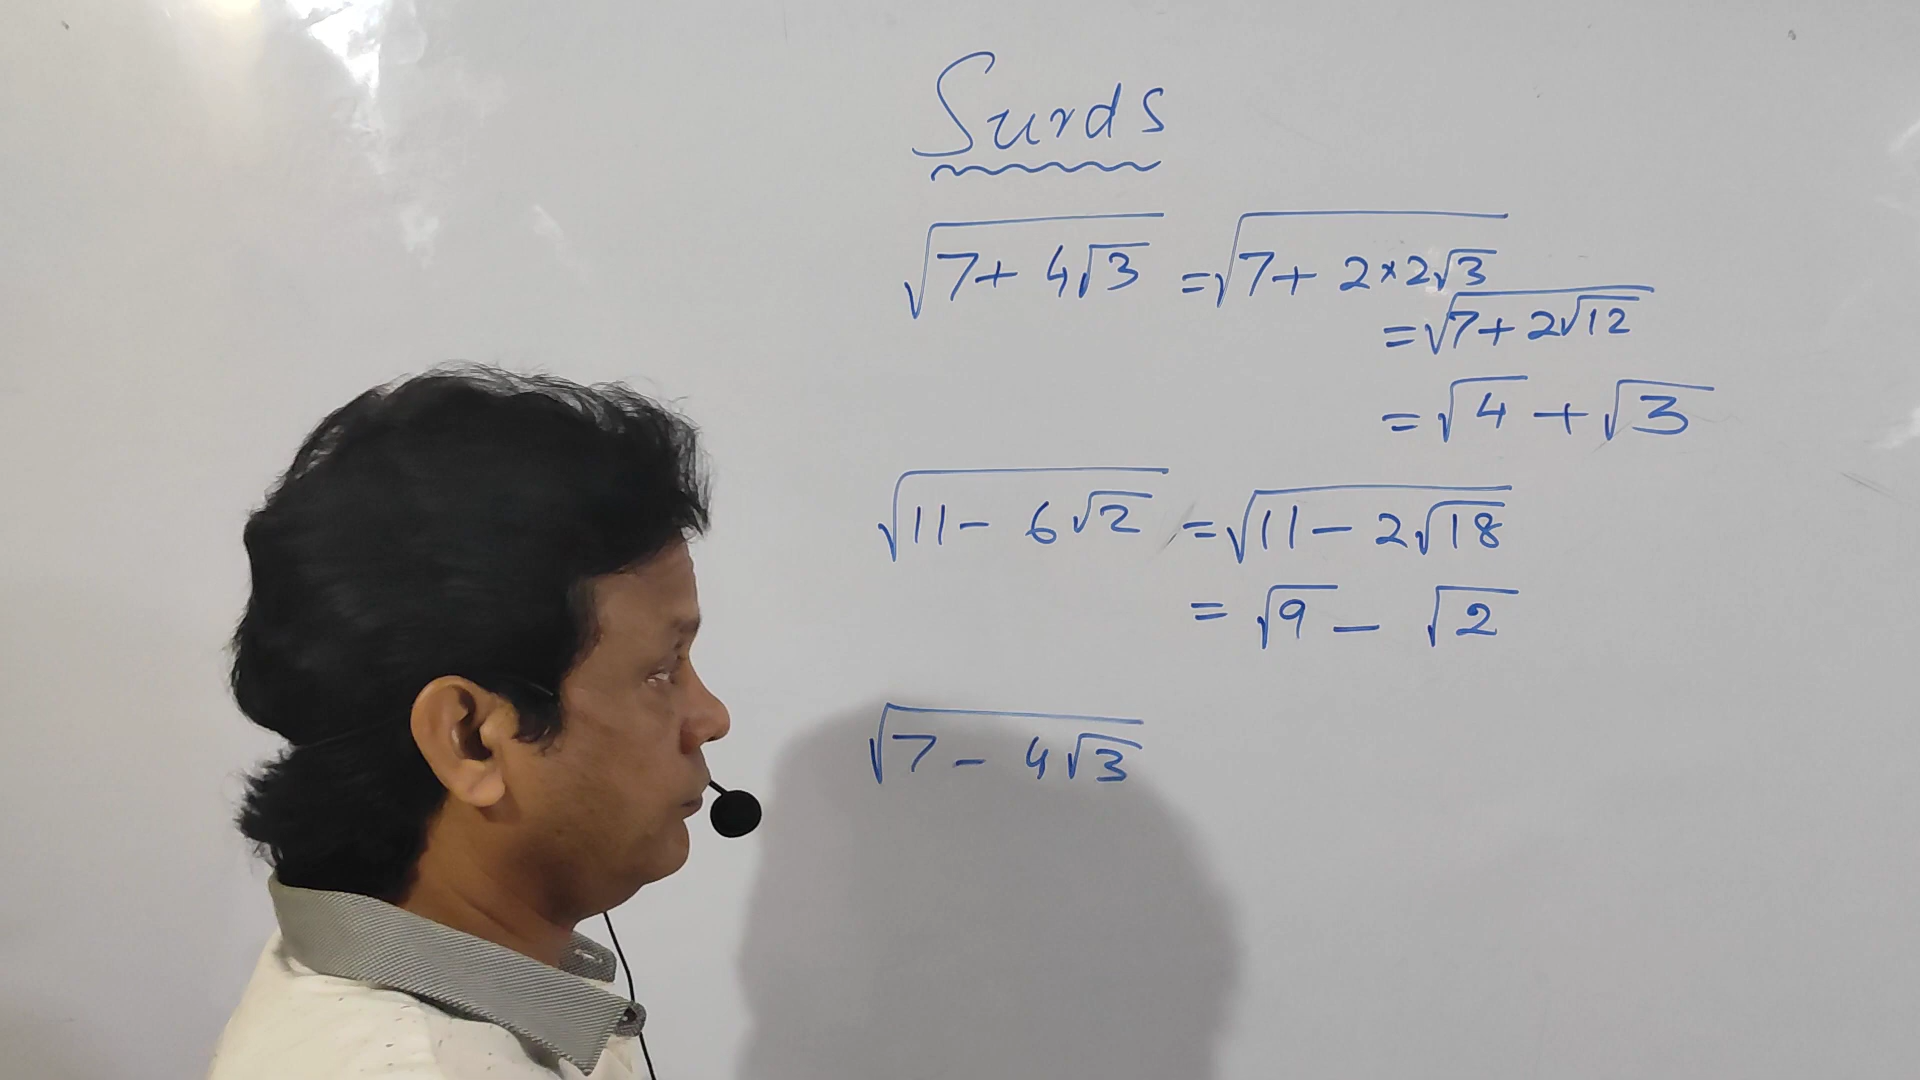 Surds
√(7+ 4√3) = √(7+ 2×2√3)
= √(7+ 2√12)
= √4 + √3
√(11 - 6√2) = √(11 - 2√18)
= √9 - √2
√(7 - 4√3)